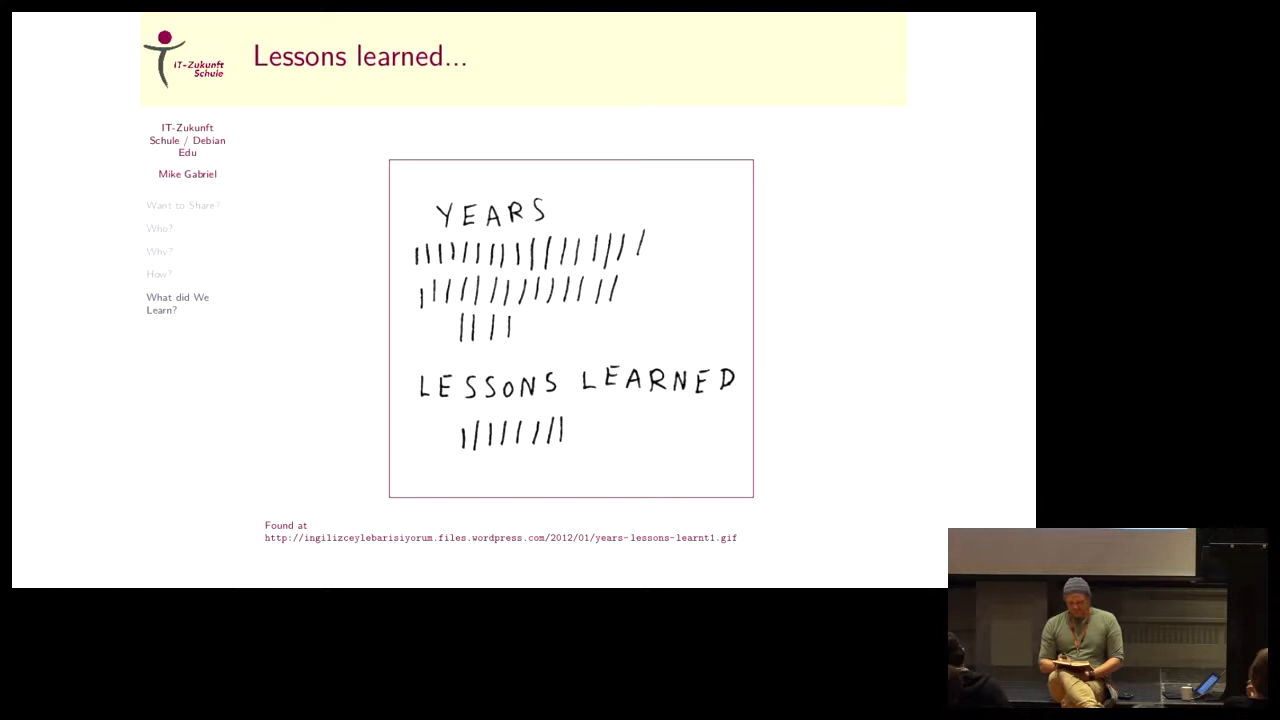 IT-Zukunft
Schule
Lessons learned...
IT-Zukunft
Schule / Debian
Edu
Mike Gabriel
Want to Share?
Who?
Why?
How?
What did We
Learn?
YEARS
LESSONS LEARNED
Found at
http://ingilizceylebarisiyorum.files.wordpress.com/2012/01/years-lessons-learnt1.gif